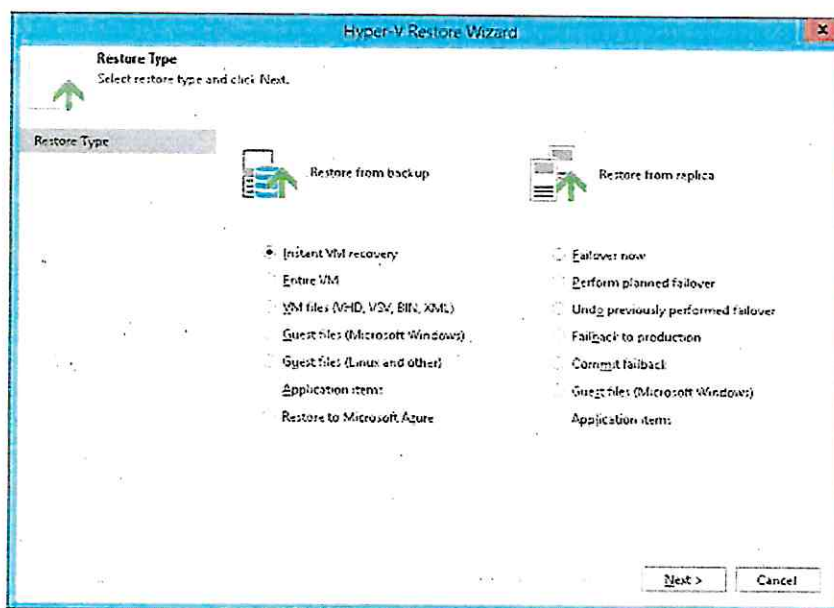 Hyper-V Restore Wizard
Restore Type
Select restore type and click Next.
Restore Type
Restore from backup
Instant VM recovery
Entire VM
VM files (VHD, VSV, BIN, XML)
Guest files (Microsoft Windows)
Guest files (Linux and other)
Application items
Restore to Microsoft Azure
Restore from replica
Failover now
Perform planned failover
Undo previously performed failover
Failback to production
Commit failback
Guest files (Microsoft Windows)
Application items
Next >
Cancel